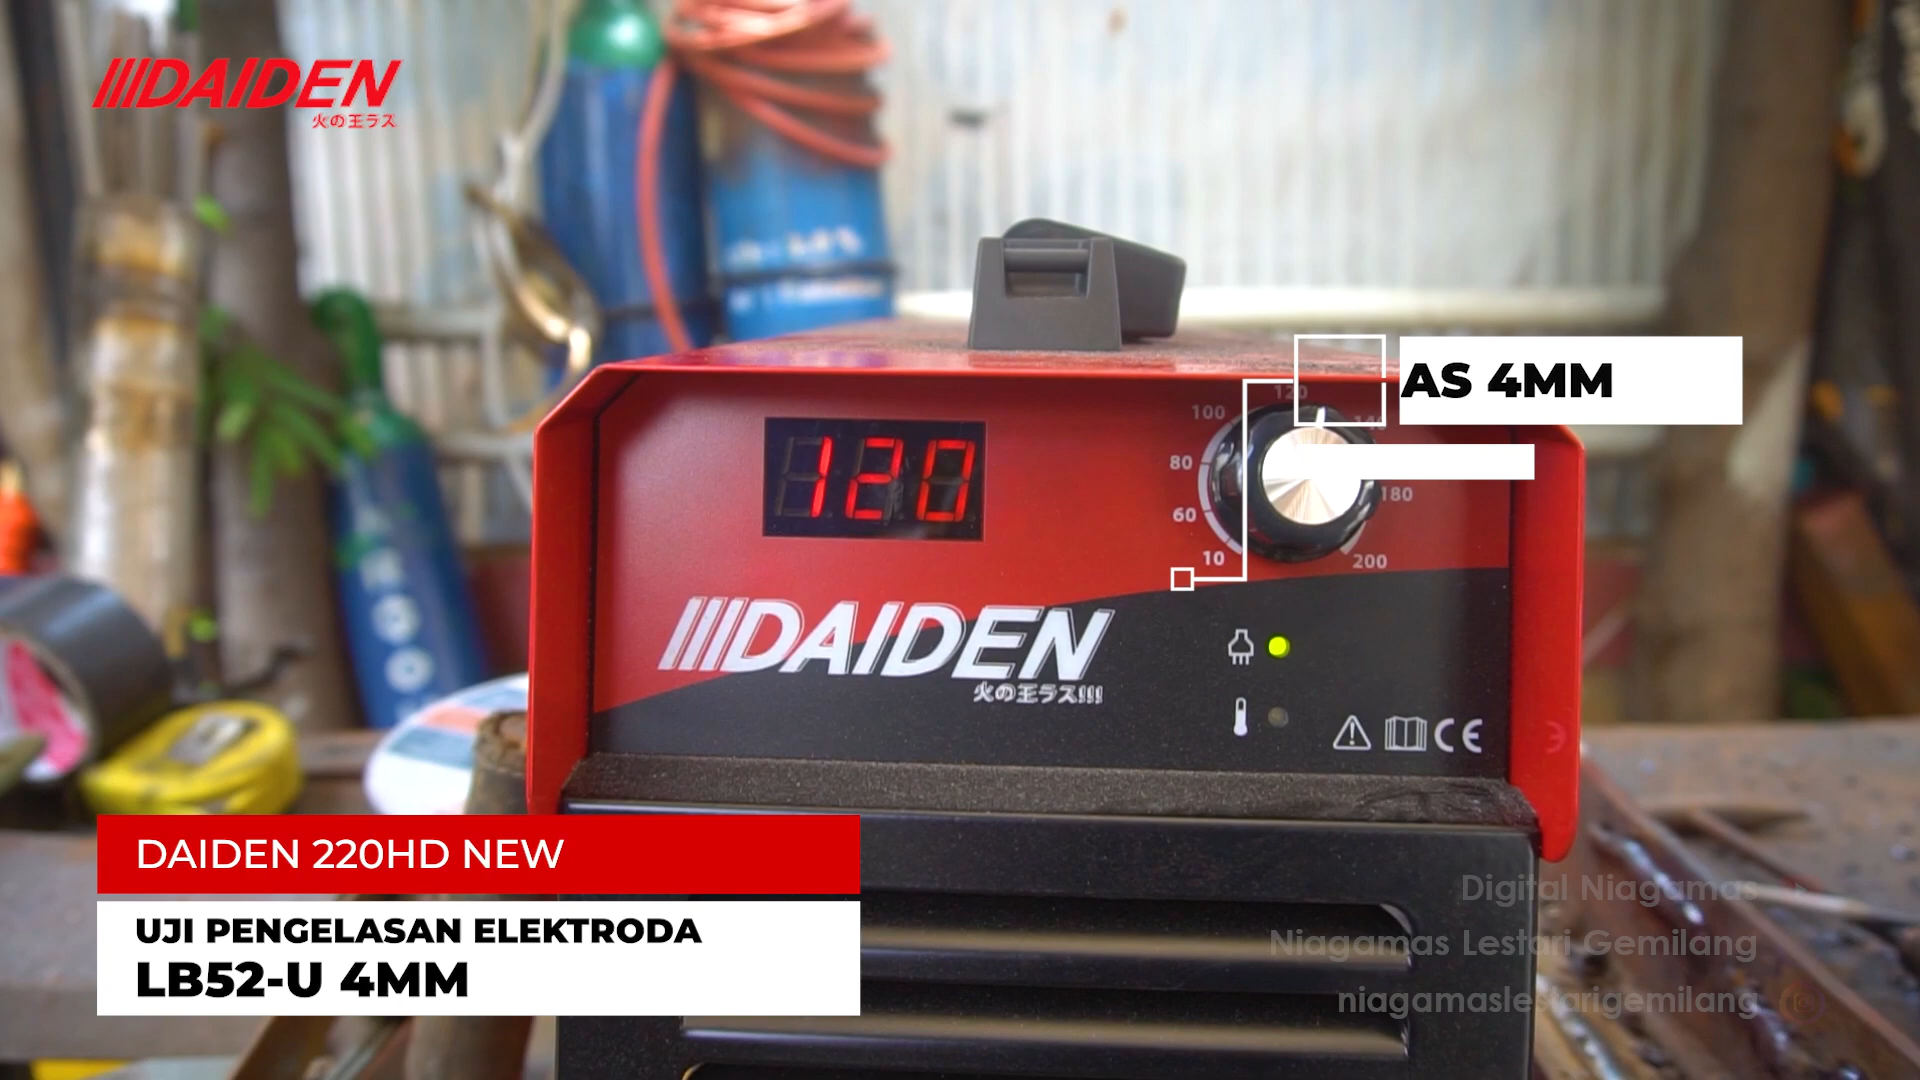 DAIDEN
火の王ラス
120
100
120
140
80
180
60
10
200
AS 4MM
DAIDEN
火の王ラス!!!
CE
DAIDEN 220HD NEW
UJI PENGELASAN ELEKTRODA
LB52-U 4MM
Digital Niagamas
Niagamas Lestari Gemilang
niagamaslestarigemilang